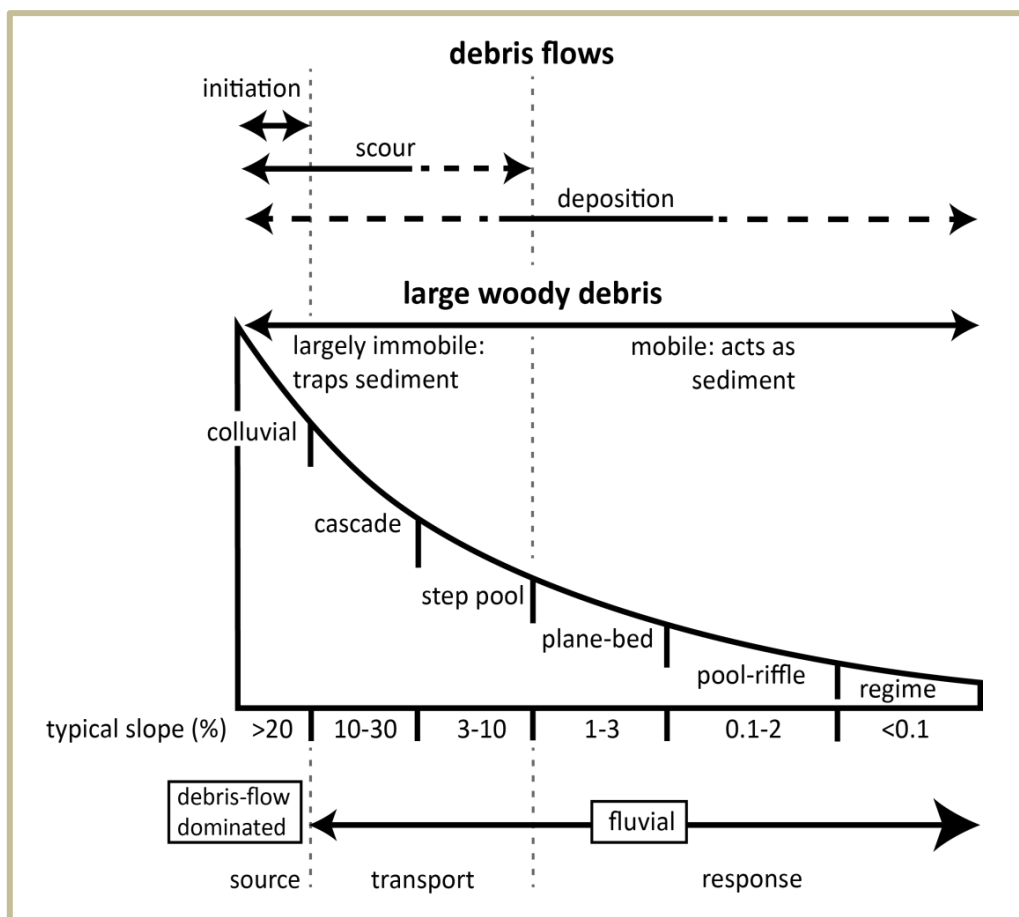 debris flows
initiation
scour
deposition
large woody debris
largely immobile:
traps sediment
mobile: acts as
sediment
colluvial
cascade
step pool
plane-bed
pool-riffle
regime
typical slope (%) >20 10-30 3-10 1-3 0.1-2 <0.1
debris-flow
dominated
fluvial
source transport response